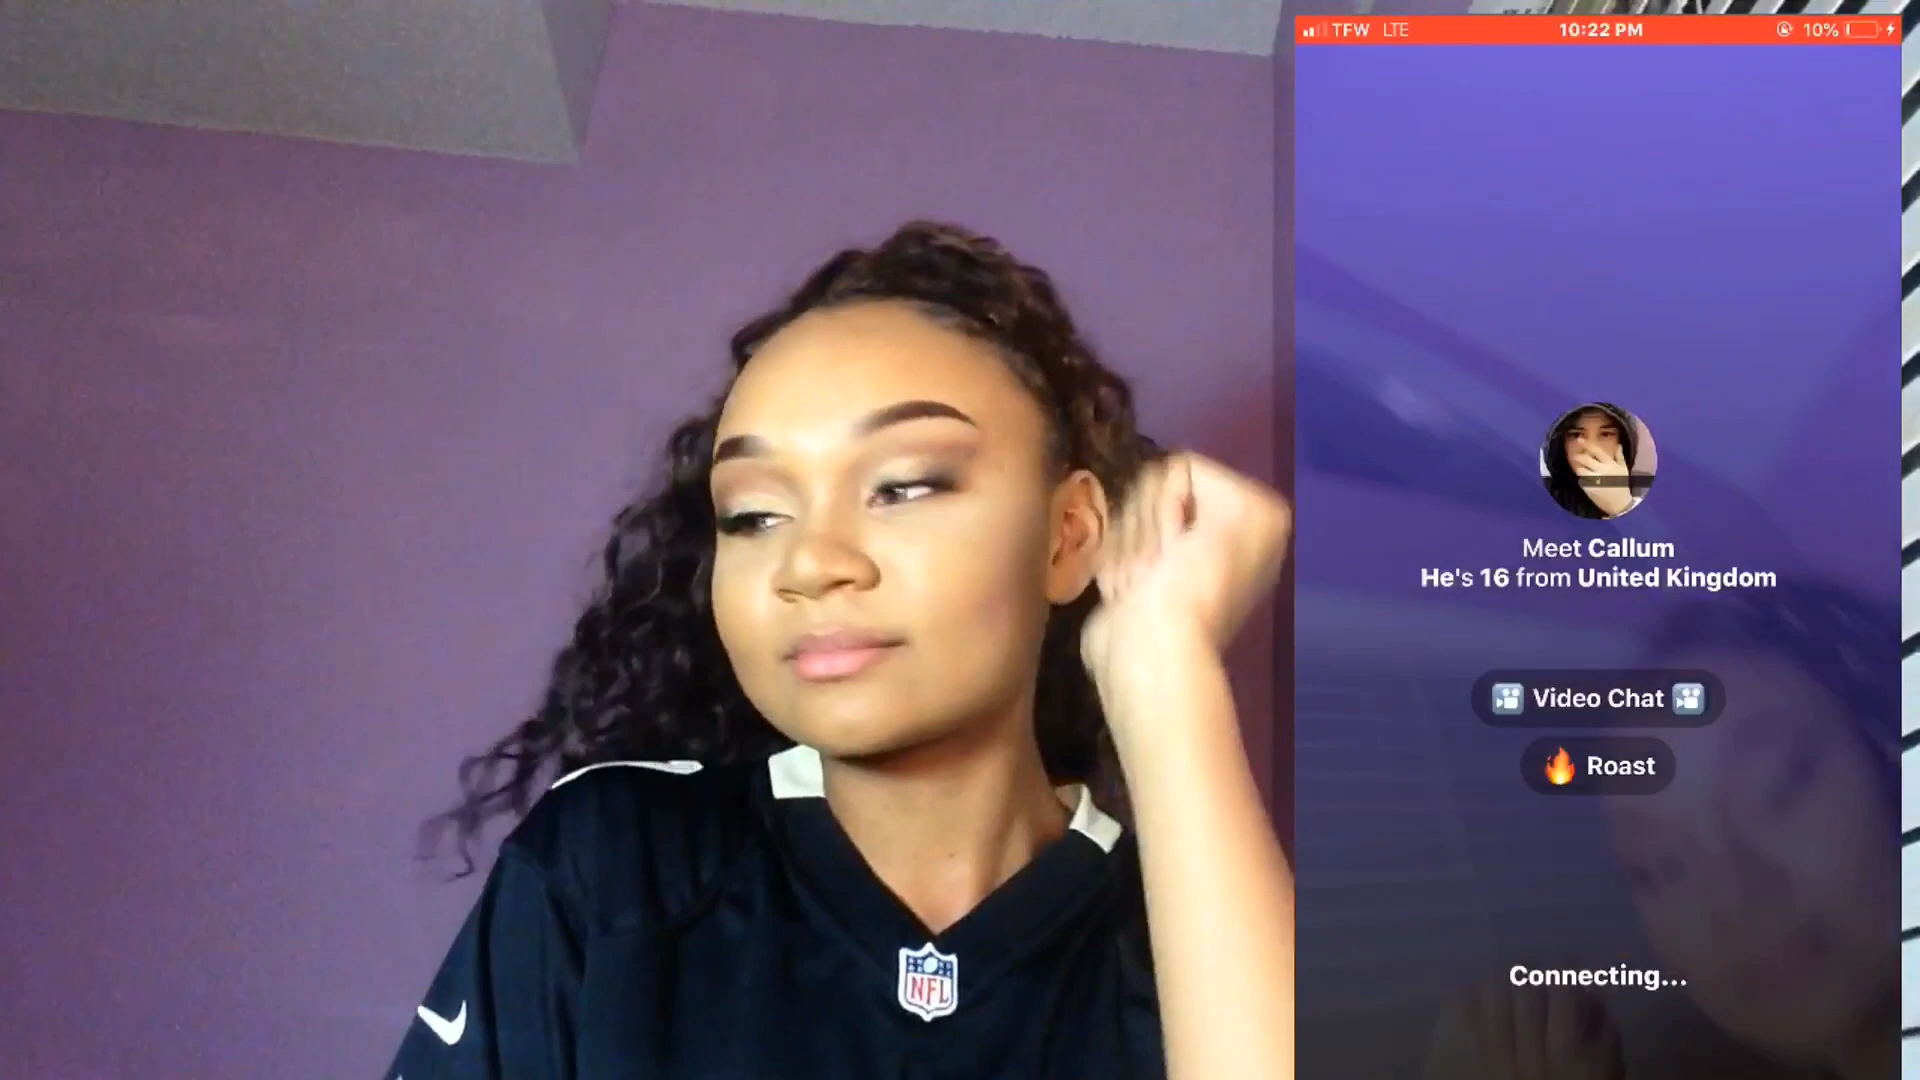 TFW LTE 10:22 PM 10%
Meet Callum
He's 16 from United Kingdom
Video Chat
Roast
Connecting...
NFL